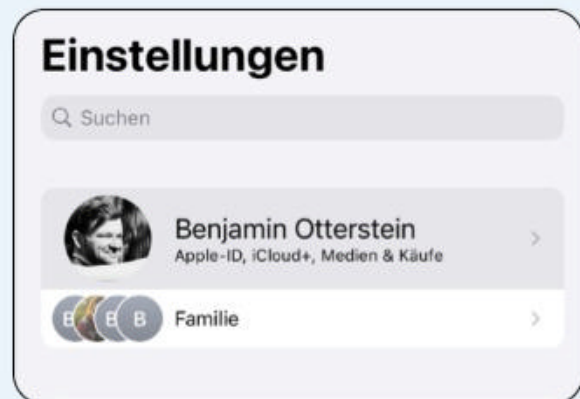 Einstellungen
Suchen
Benjamin Otterstein
Apple-ID, iCloud+, Medien & Käufe
E E B
Familie